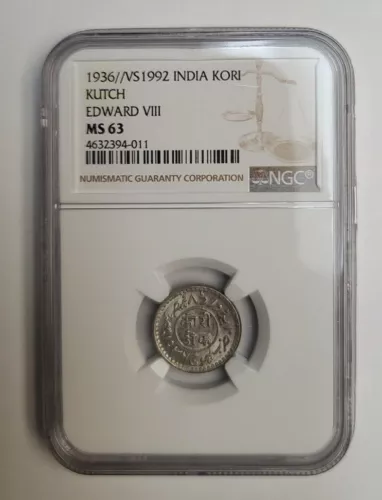 1936//VS1992 INDIA KORI
KUTCH
EDWARD VIII
MS 63
4632394-011
NUMISMATIC GUARANTY CORPORATION
NGC®